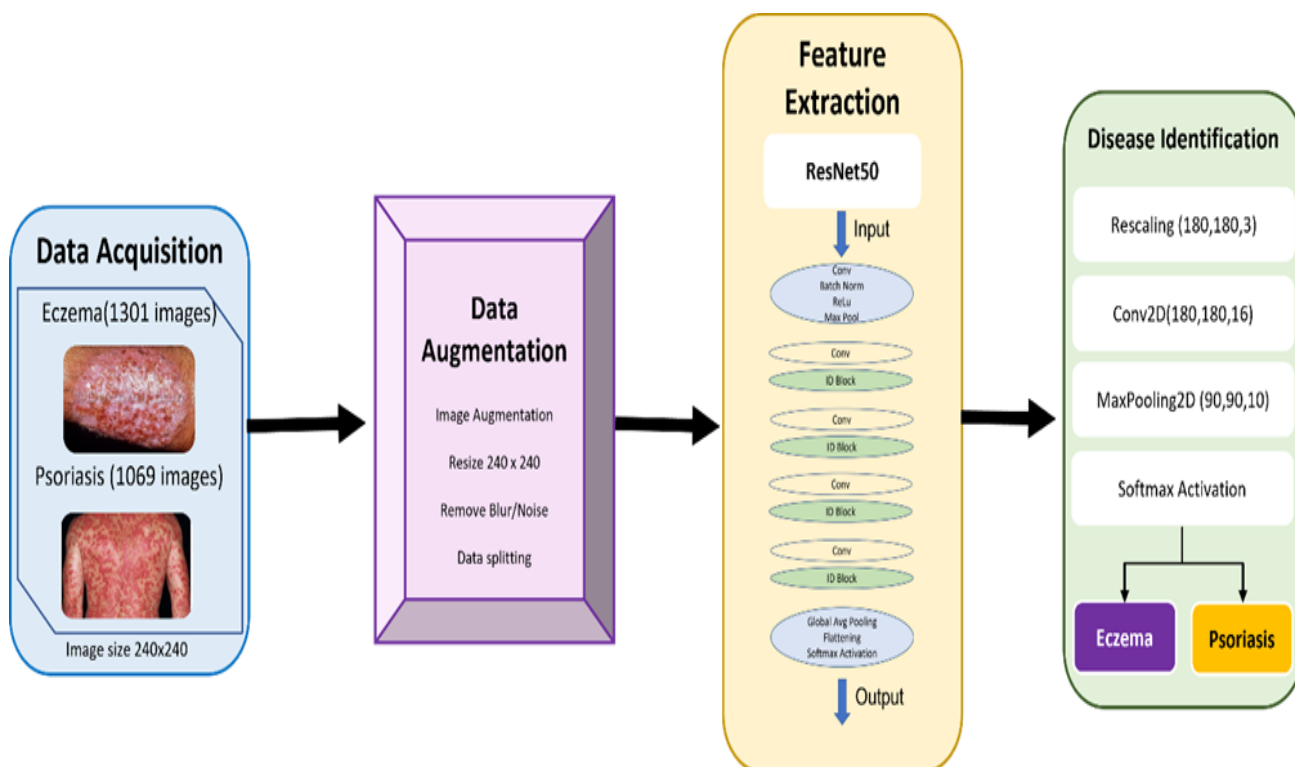 Data Acquisition
Eczema(1301 images)
Psoriasis (1069 images)
Image size 240x240
Data
Augmentation
Image Augmentation
Resize 240 x 240
Remove Blur/Noise
Data splitting
Feature
Extraction
ResNet50
Input
Conv
Batch Norm
ReLu
Max Pool
Conv
ID Block
Conv
ID Block
Conv
ID Block
Conv
ID Block
Global Avg Pooling
Flattening
Softmax Activation
Output
Disease Identification
Rescaling (180,180,3)
Conv2D(180,180,16)
MaxPooling2D (90,90,10)
Softmax Activation
Eczema
Psoriasis